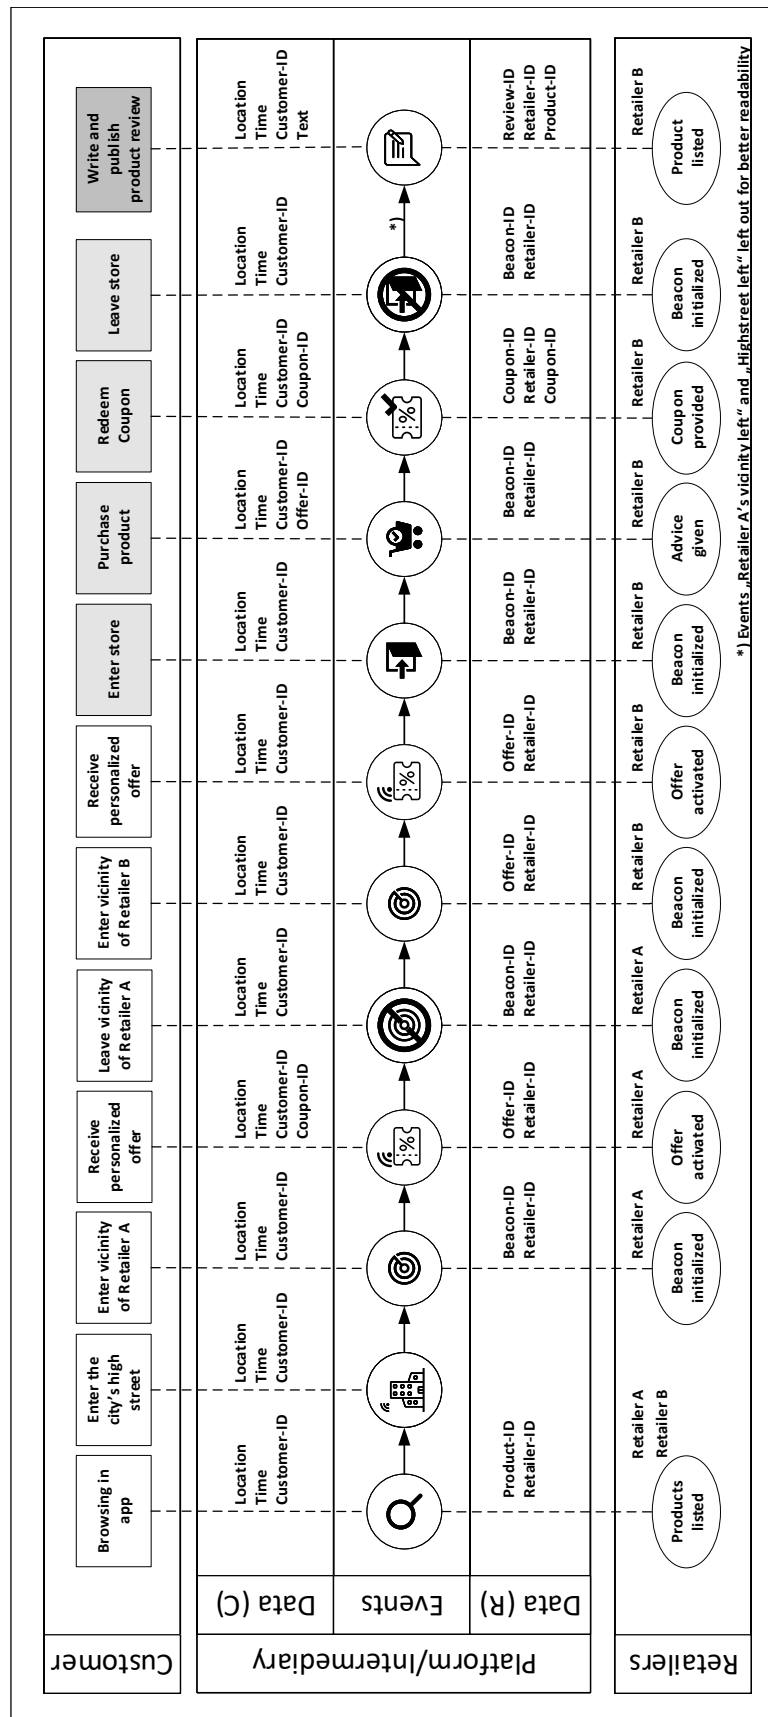 Customer
Browsing in
app
Enter the
city's high
street
Enter vicinity
of Retailer A
Receive
personalized
offer
Leave vicinity
of Retailer A
Enter vicinity
of Retailer B
Receive
personalized
offer
Enter store
Purchase
product
Redeem
Coupon
Leave store
Write and
publish
product review
Platform/Intermediary
Data (C)
Location
Time
Customer-ID
Location
Time
Customer-ID
Location
Time
Customer-ID
Location
Time
Customer-ID
Coupon-ID
Location
Time
Customer-ID
Location
Time
Customer-ID
Location
Time
Customer-ID
Location
Time
Customer-ID
Location
Time
Customer-ID
Offer-ID
Location
Time
Customer-ID
Coupon-ID
Location
Time
Customer-ID
Location
Time
Customer-ID
Text
Events
%
%
%
*)
Data (R)
Product-ID
Retailer-ID
Beacon-ID
Retailer-ID
Offer-ID
Retailer-ID
Beacon-ID
Retailer-ID
Offer-ID
Retailer-ID
Offer-ID
Retailer-ID
Beacon-ID
Retailer-ID
Beacon-ID
Retailer-ID
Coupon-ID
Retailer-ID
Coupon-ID
Beacon-ID
Retailer-ID
Review-ID
Retailer-ID
Product-ID
Retailers
Retailer A
Retailer B
Products
listed
Retailer A
Beacon
initialized
Retailer A
Offer
activated
Retailer A
Beacon
initialized
Retailer B
Beacon
initialized
Retailer B
Offer
activated
Retailer B
Beacon
initialized
Retailer B
Advice
given
Retailer B
Coupon
provided
Retailer B
Beacon
initialized
Retailer B
Product
listed
*) Events „Retailer A's vicinity left“ and „Highstreet left“ left out for better readability